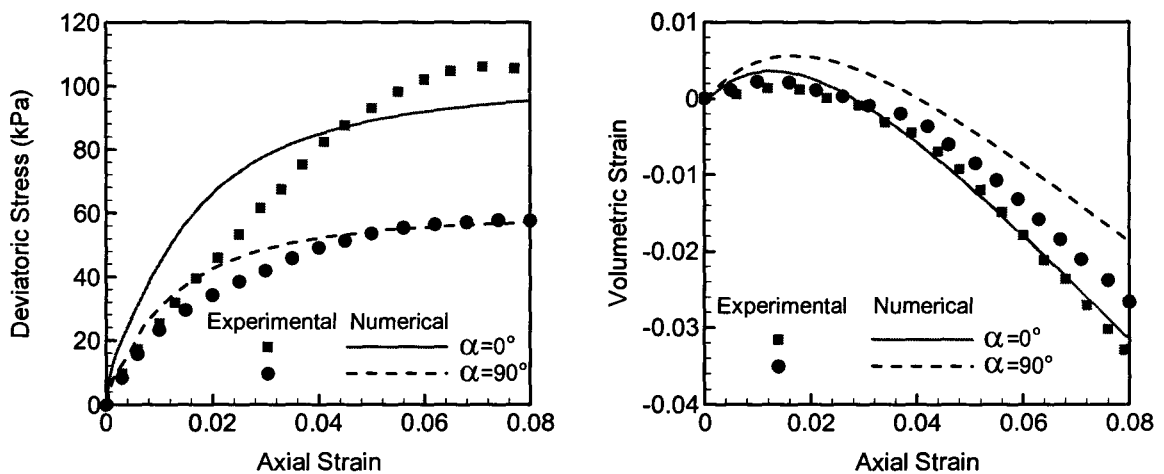 120
100
80
60
40
20
0
Deviatoric Stress (kPa)
Experimental Numerical
α=0°
α=90°
0 0.02 0.04 0.06 0.08
Axial Strain
0.01
0
-0.01
-0.02
-0.03
-0.04
Volumetric Strain
Experimental Numerical
α=0°
α=90°
0 0.02 0.04 0.06 0.08
Axial Strain